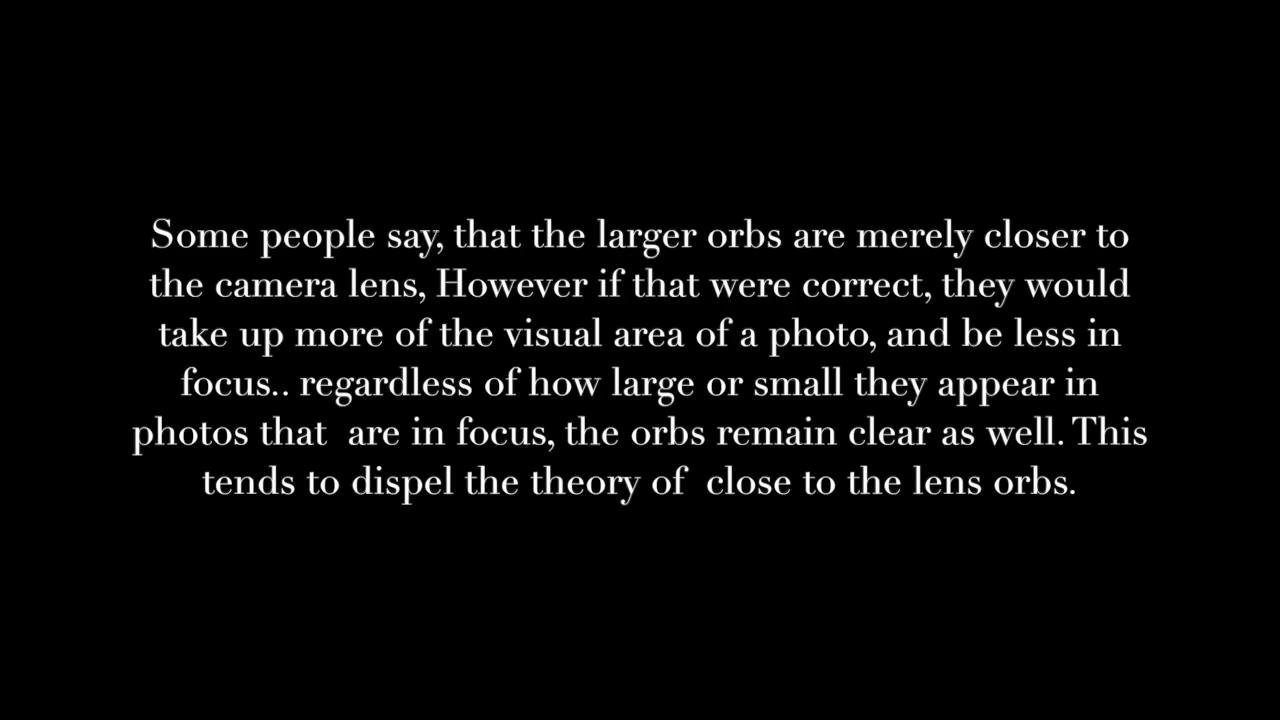 Some people say, that the larger orbs are merely closer to
the camera lens, However if that were correct, they would
take up more of the visual area of a photo, and be less in
focus.. regardless of how large or small they appear in
photos that  are in focus, the orbs remain clear as well. This
tends to dispel the theory of  close to the lens orbs.